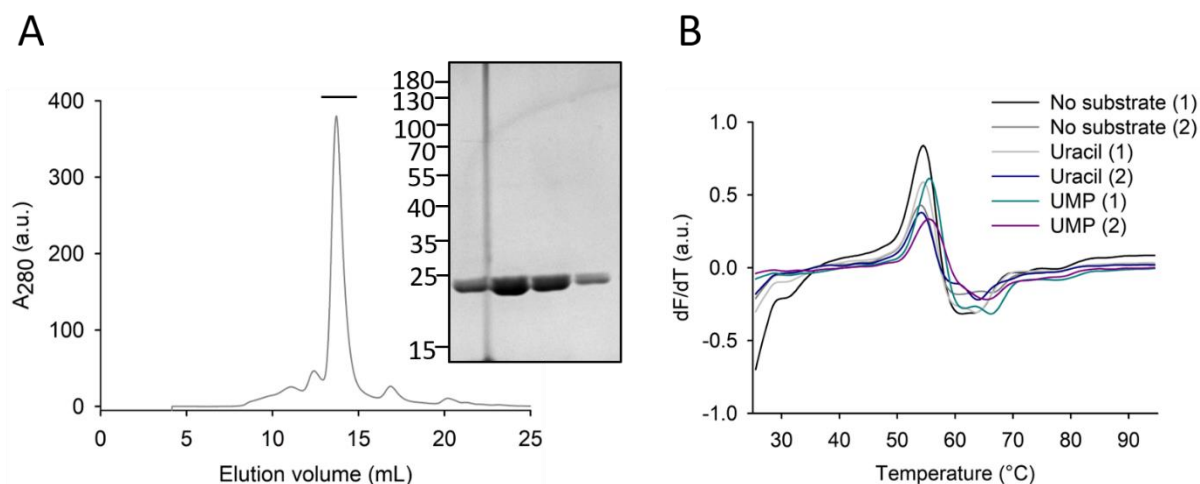 A
400
300
200
100
0
A280 (a.u.)
0 5 10 15 20 25
Elution volume (mL)
180
130
100
70
55
40
35
25
15
B
No substrate (1)
No substrate (2)
Uracil (1)
Uracil (2)
UMP (1)
UMP (2)
1.0
0.5
0.0
-0.5
-1.0
dF/dT (a.u.)
30 40 50 60 70 80 90
Temperature (°C)